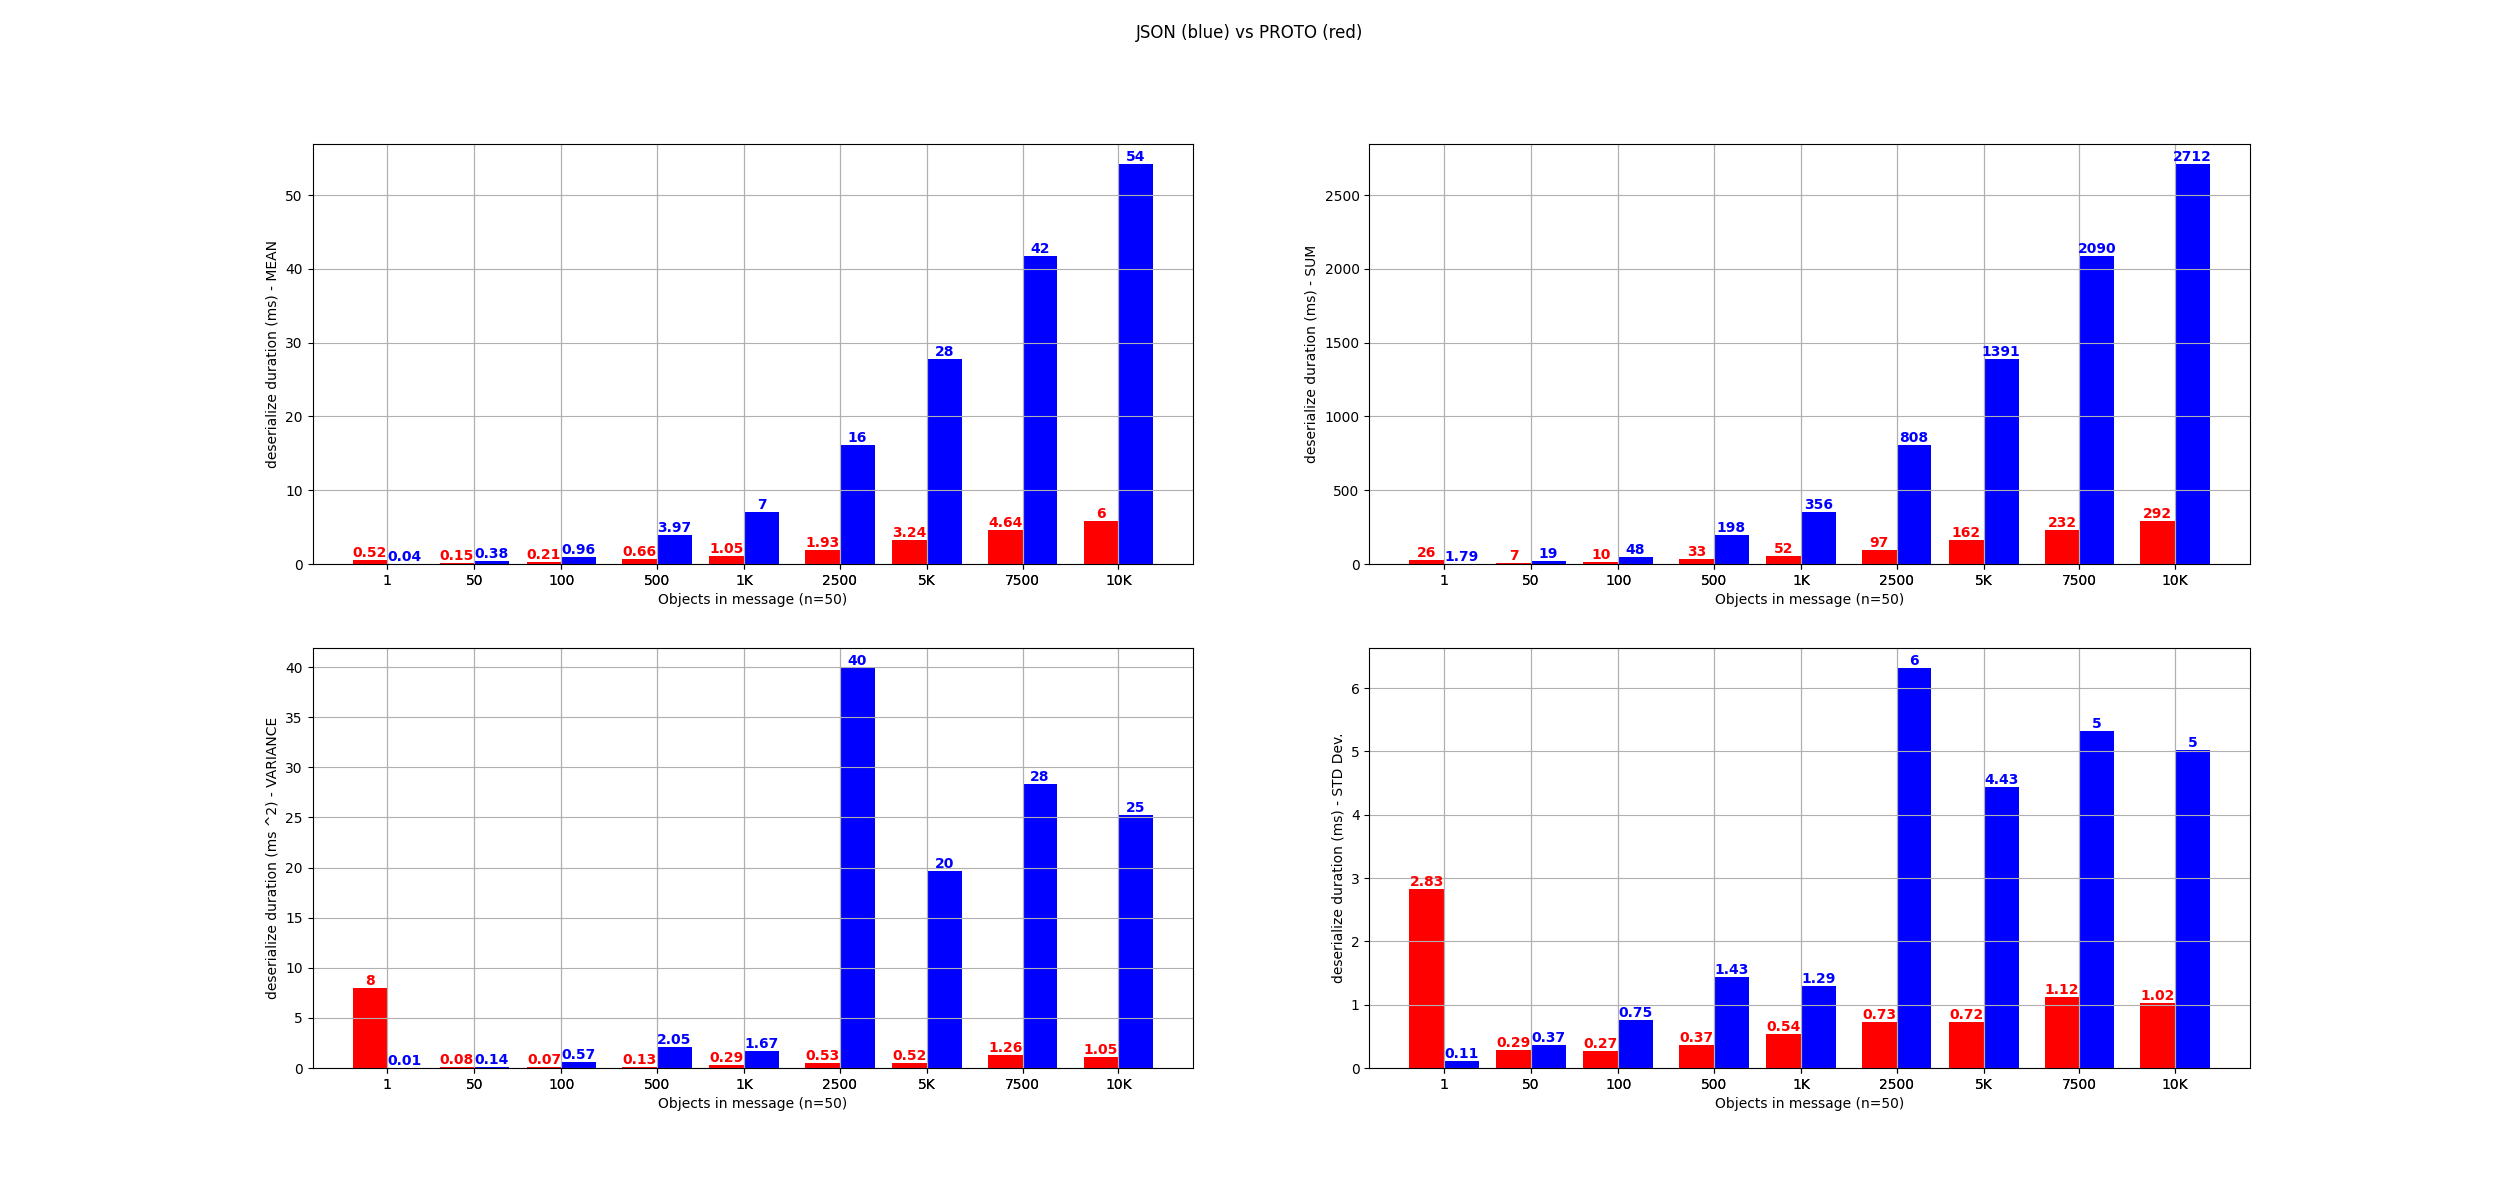 JSON (blue) vs PROTO (red)
deserialize duration (ms) - MEAN
50
40
30
20
10
0
0.52 0.04 0.15 0.38 0.21 0.96 0.66 3.97 1.05 7 1.93 16 3.24 28 4.64 42 6 54
1 50 100 500 1K 2500 5K 7500 10K
Objects in message (n=50)
deserialize duration (ms) - SUM
2500
2000
1500
1000
500
0
26 1.79 7 19 10 48 33 198 52 356 97 808 162 1391 232 2090 292 2712
1 50 100 500 1K 2500 5K 7500 10K
Objects in message (n=50)
deserialize duration (ms ^2) - VARIANCE
40
35
30
25
20
15
10
5
0
8 0.01 0.08 0.14 0.07 0.57 0.13 2.05 0.29 1.67 0.53 40 0.52 20 1.26 28 1.05 25
1 50 100 500 1K 2500 5K 7500 10K
Objects in message (n=50)
deserialize duration (ms) - STD Dev.
6
5
4
3
2
1
0
2.83 0.11 0.29 0.37 0.27 0.75 0.37 1.43 0.54 1.29 0.73 6 0.72 4.43 1.12 5 1.02 5
1 50 100 500 1K 2500 5K 7500 10K
Objects in message (n=50)